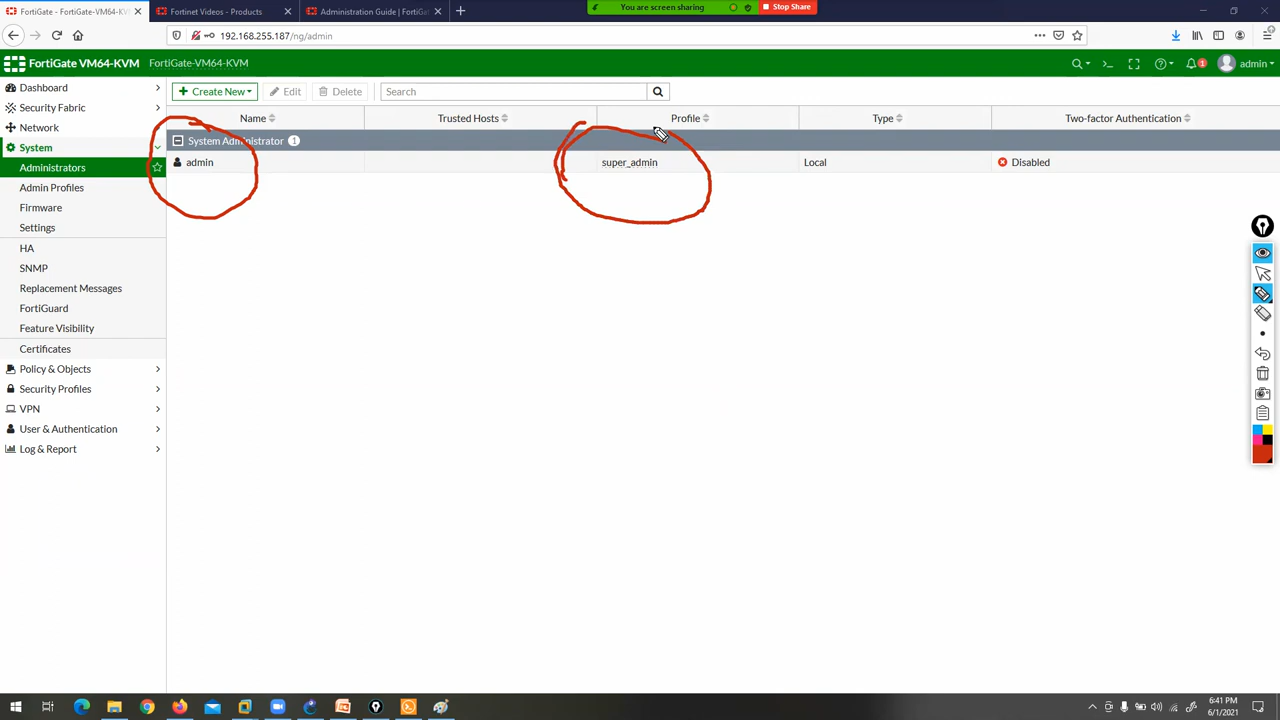 FortiGate - FortiGate-VM64-KV
Fortinet Videos - Products
Administration Guide | FortiGat
You are screen sharing
Stop Share
192.168.255.187/ng/admin
FortiGate VM64-KVM
FortiGate-VM64-KVM
1
admin
Dashboard
Security Fabric
Network
System
Administrators
Admin Profiles
Firmware
Settings
HA
SNMP
Replacement Messages
FortiGuard
Feature Visibility
Certificates
Policy & Objects
Security Profiles
VPN
User & Authentication
Log & Report
+ Create New
Edit
Delete
Search
Name
Trusted Hosts
Profile
Type
Two-factor Authentication
System Administrator 1
admin
super_admin
Local
Disabled
6:41 PM
6/1/2021